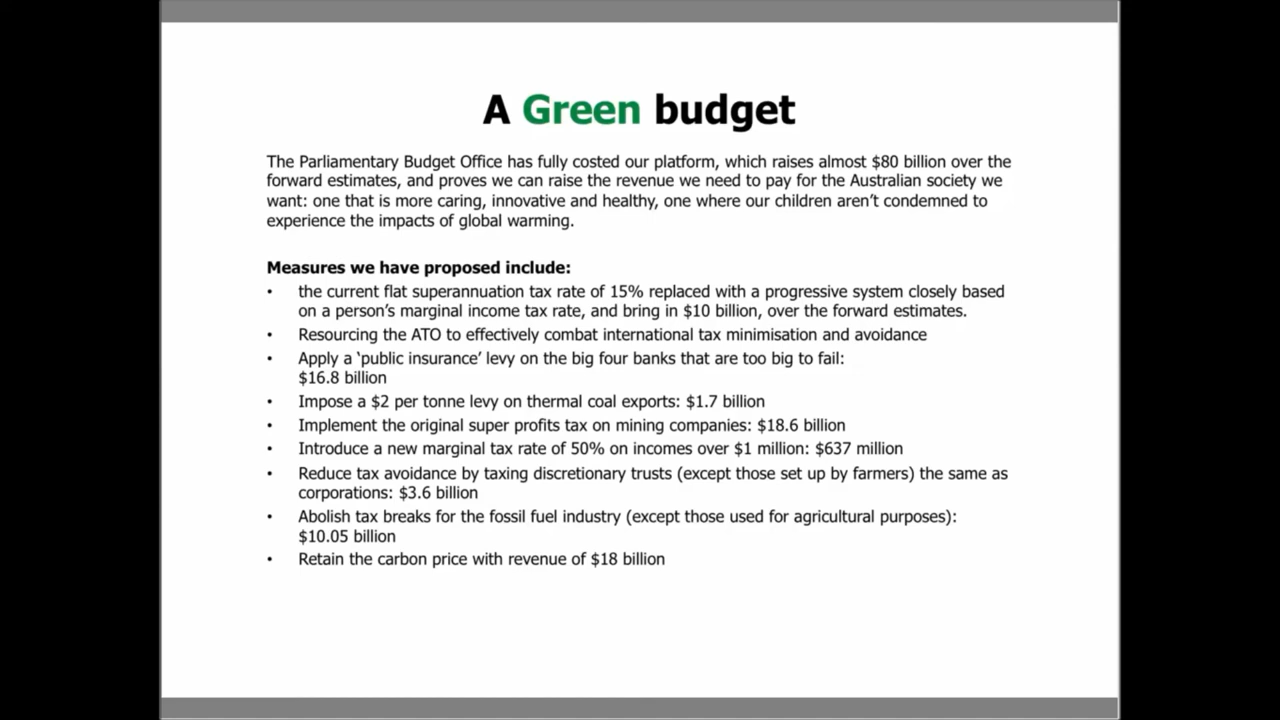 A Green budget
The Parliamentary Budget Office has fully costed our platform, which raises almost $80 billion over the
forward estimates, and proves we can raise the revenue we need to pay for the Australian society we
want: one that is more caring, innovative and healthy, one where our children aren’t condemned to
experience the impacts of global warming.
Measures we have proposed include:
• the current flat superannuation tax rate of 15% replaced with a progressive system closely based
on a person’s marginal income tax rate, and bring in $10 billion, over the forward estimates.
• Resourcing the ATO to effectively combat international tax minimisation and avoidance
• Apply a ‘public insurance’ levy on the big four banks that are too big to fail:
$16.8 billion
• Impose a $2 per tonne levy on thermal coal exports: $1.7 billion
• Implement the original super profits tax on mining companies: $18.6 billion
• Introduce a new marginal tax rate of 50% on incomes over $1 million: $637 million
• Reduce tax avoidance by taxing discretionary trusts (except those set up by farmers) the same as
corporations: $3.6 billion
• Abolish tax breaks for the fossil fuel industry (except those used for agricultural purposes):
$10.05 billion
• Retain the carbon price with revenue of $18 billion